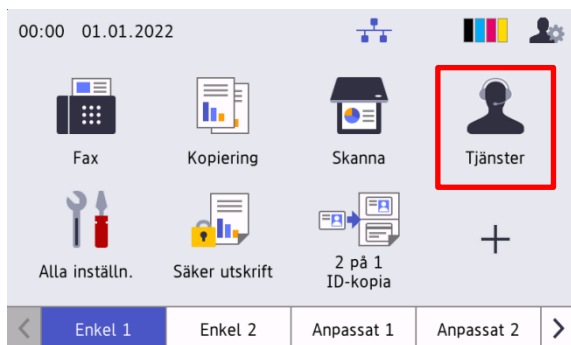 00:00 01.01.2022
Fax
Kopiering
Skanna
Tjänster
Alla inställn.
Säker utskrift
2 på 1
ID-kopia
Enkel 1
Enkel 2
Anpassat 1
Anpassat 2